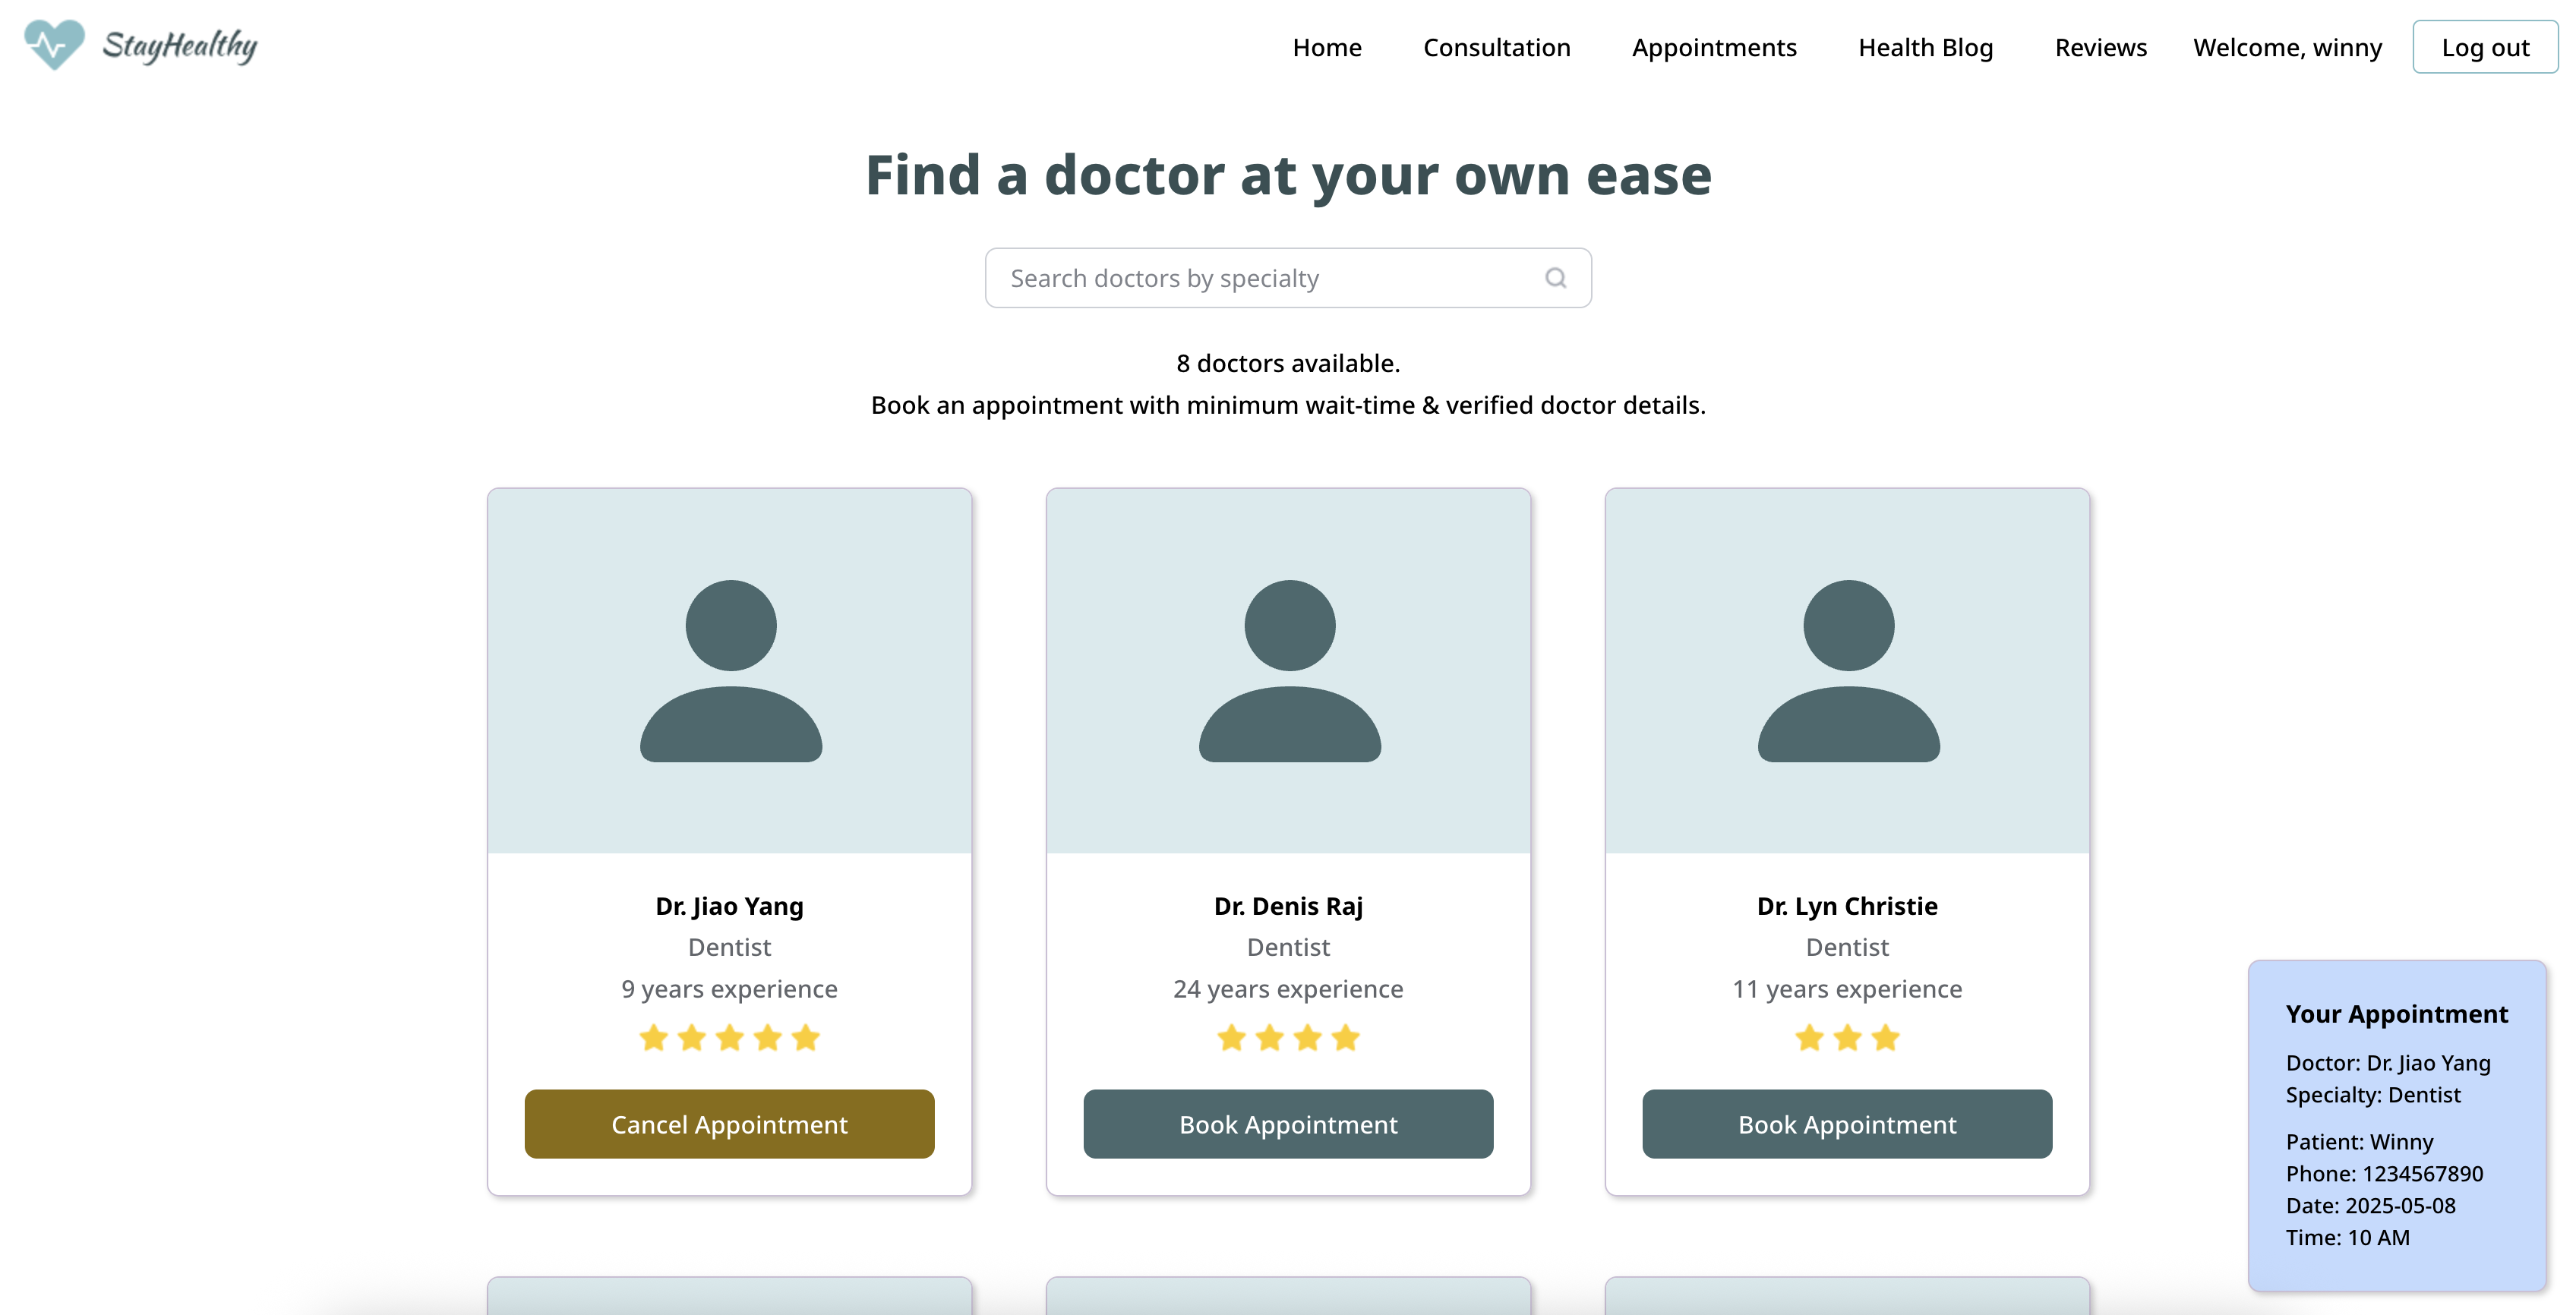 StayHealthy
Home Consultation Appointments Health Blog Reviews Welcome, winny Log out
Find a doctor at your own ease
Search doctors by specialty
8 doctors available.
Book an appointment with minimum wait-time & verified doctor details.
Dr. Jiao Yang
Dentist
9 years experience
Cancel Appointment
Dr. Denis Raj
Dentist
24 years experience
Book Appointment
Dr. Lyn Christie
Dentist
11 years experience
Book Appointment
Your Appointment
Doctor: Dr. Jiao Yang
Specialty: Dentist
Patient: Winny
Phone: 1234567890
Date: 2025-05-08
Time: 10 AM